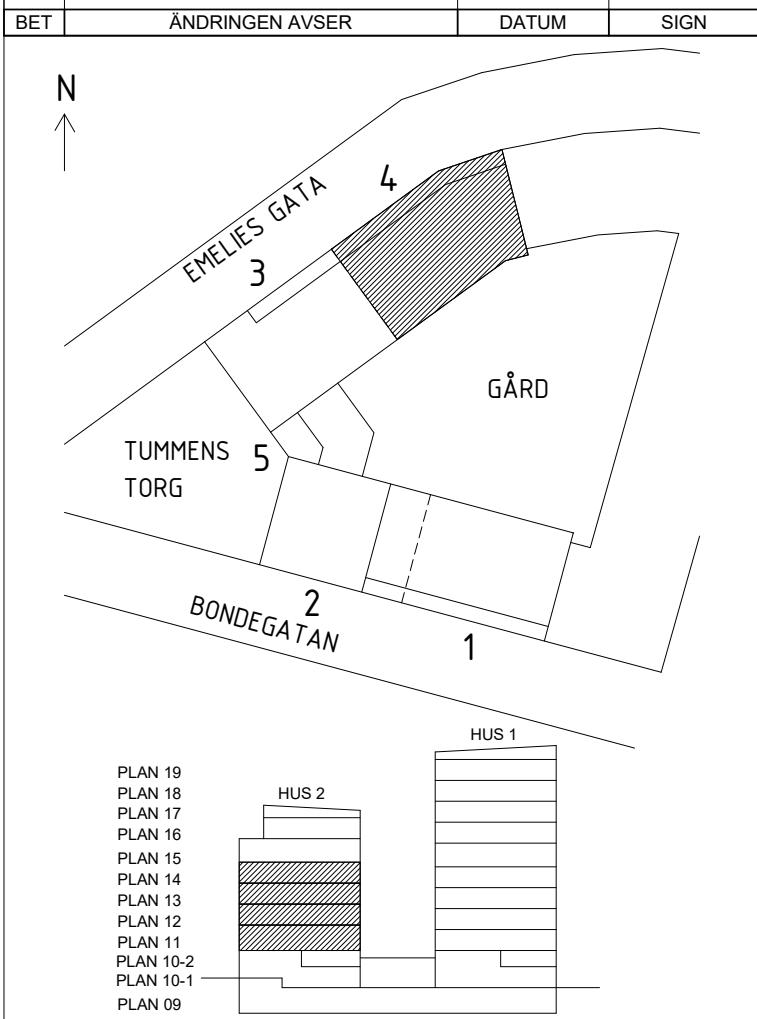 BET ÄNDRINGEN AVSER DATUM SIGN
N
4
EMELIES GATA
3
GÅRD
TUMMENS
TORG
5
2
BONDEGATAN
1
HUS 1
HUS 2
PLAN 19
PLAN 18
PLAN 17
PLAN 16
PLAN 15
PLAN 14
PLAN 13
PLAN 12
PLAN 11
PLAN 10-2
PLAN 10-1
PLAN 09